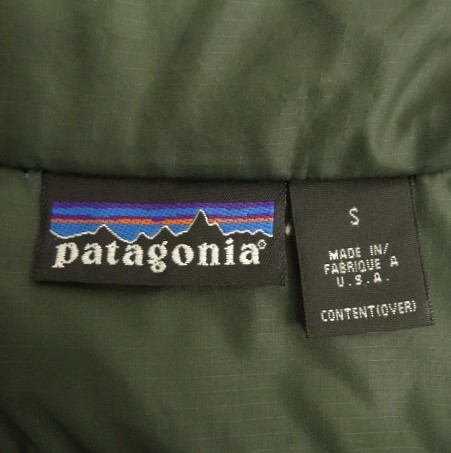 patagonia®
S
MADE IN/
FABRIQUE A
U.S.A.
CONTENT(OVER)